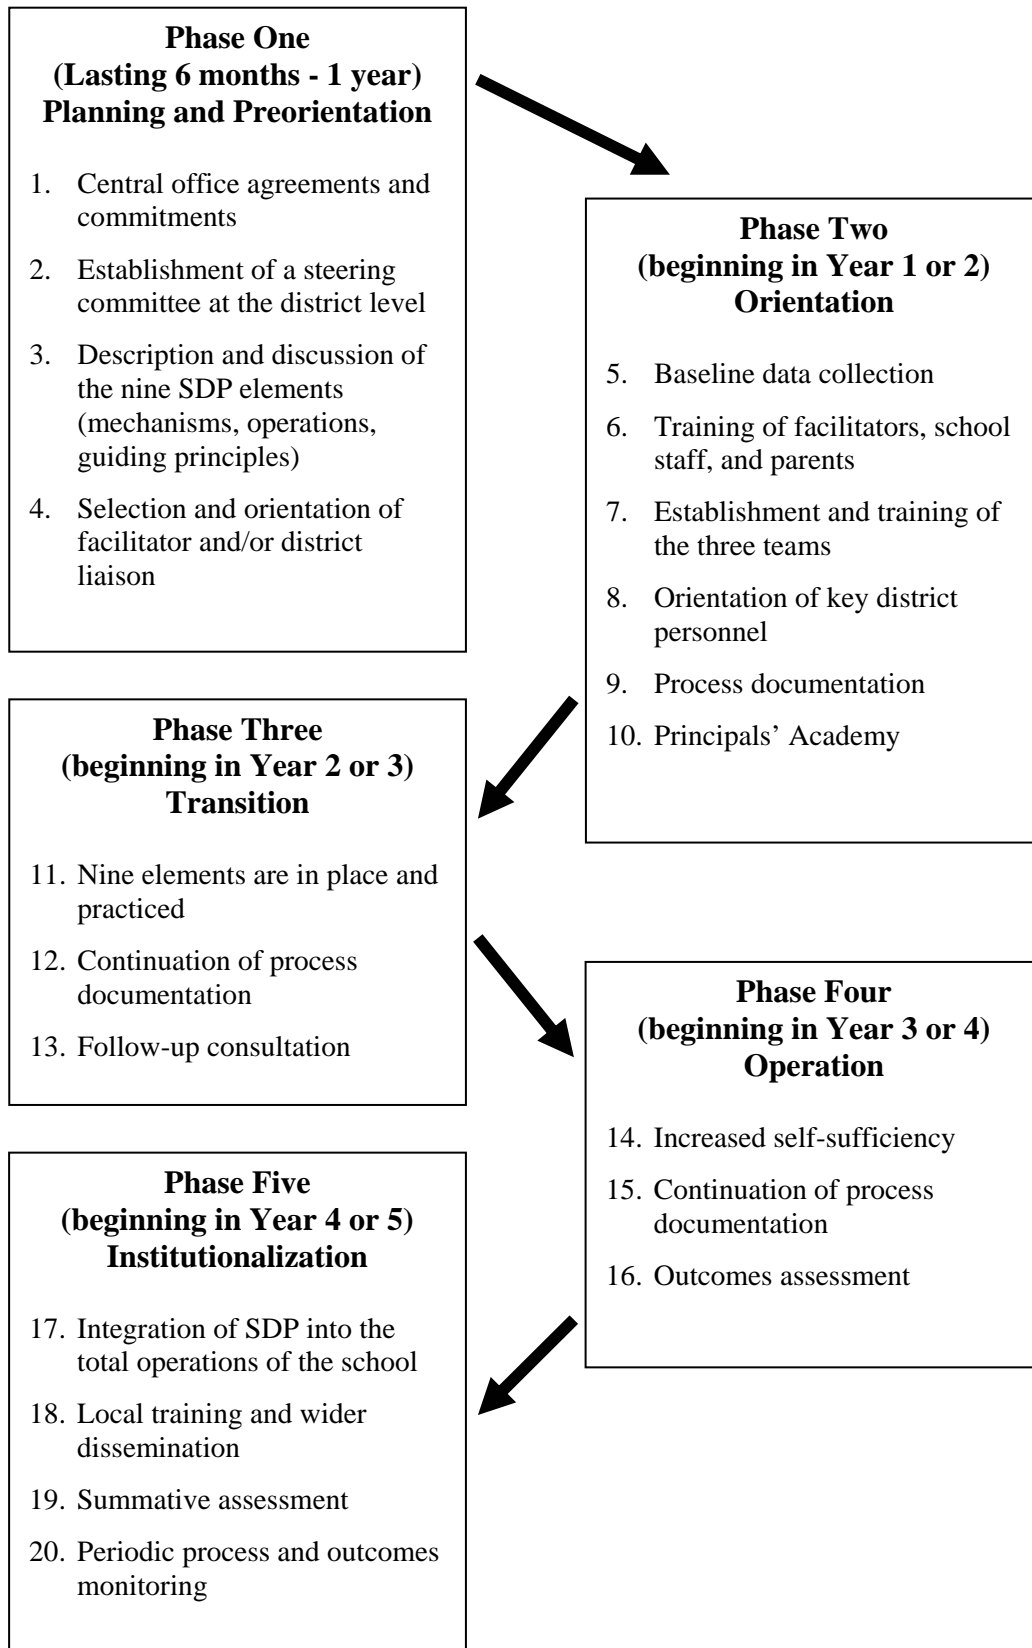 Phase One
(Lasting 6 months - 1 year)
Planning and Preorientation
1. Central office agreements and
commitments
2. Establishment of a steering
committee at the district level
3. Description and discussion of
the nine SDP elements
(mechanisms, operations,
guiding principles)
4. Selection and orientation of
facilitator and/or district
liaison
Phase Two
(beginning in Year 1 or 2)
Orientation
5. Baseline data collection
6. Training of facilitators, school
staff, and parents
7. Establishment and training of
the three teams
8. Orientation of key district
personnel
9. Process documentation
10. Principals’ Academy
Phase Three
(beginning in Year 2 or 3)
Transition
11. Nine elements are in place and
practiced
12. Continuation of process
documentation
13. Follow-up consultation
Phase Four
(beginning in Year 3 or 4)
Operation
14. Increased self-sufficiency
15. Continuation of process
documentation
16. Outcomes assessment
Phase Five
(beginning in Year 4 or 5)
Institutionalization
17. Integration of SDP into the
total operations of the school
18. Local training and wider
dissemination
19. Summative assessment
20. Periodic process and outcomes
monitoring